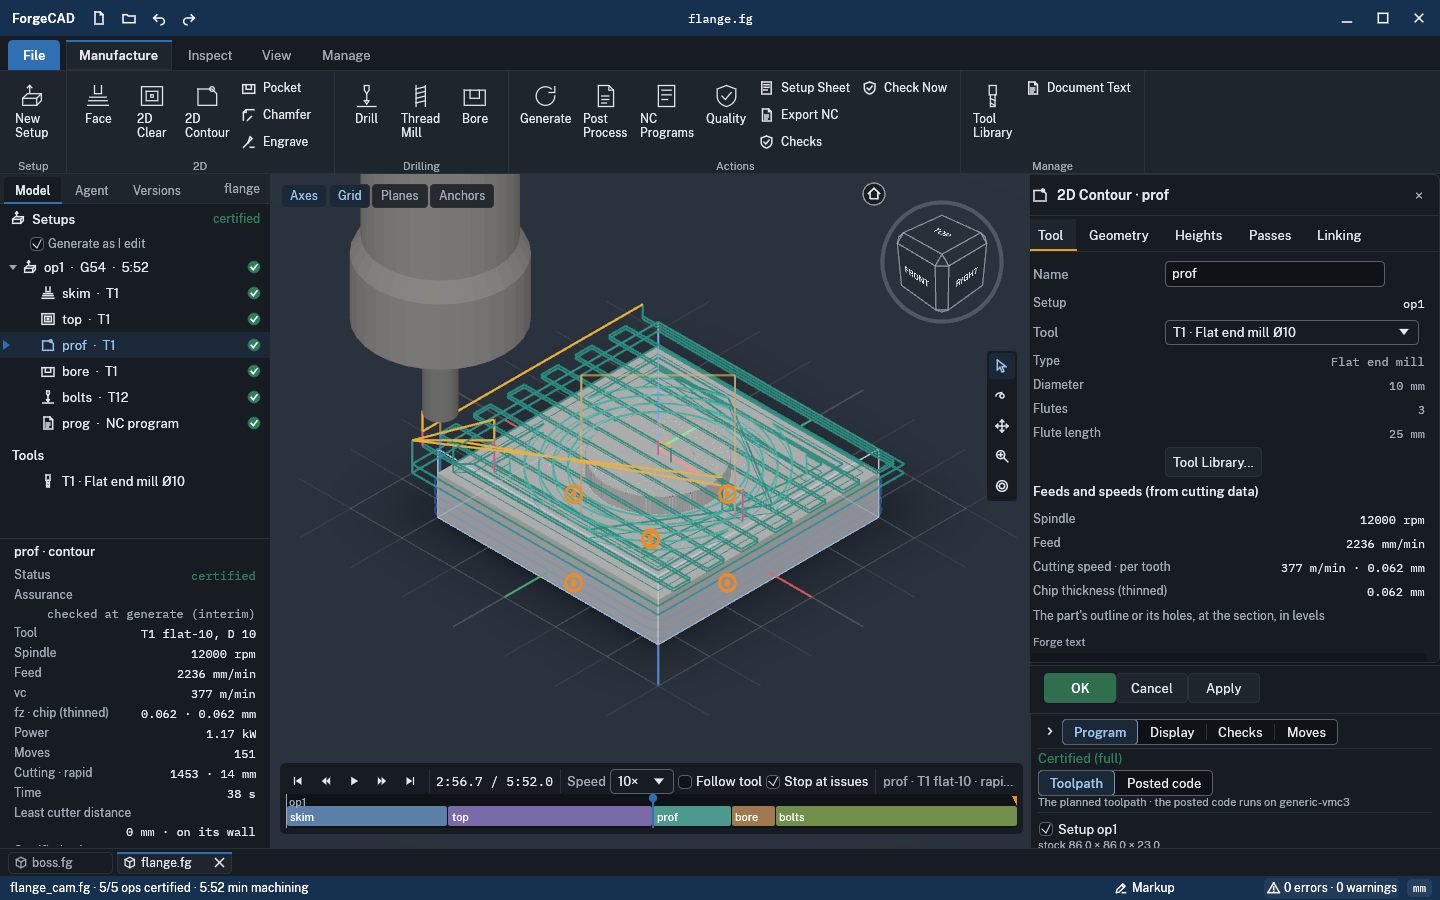 ForgeCAD
flange.fg
File Manufacture Inspect View Manage
New Setup
Face
2D Clear
2D Contour
Pocket
Chamfer
Engrave
Drill
Thread Mill
Bore
Generate
Post Process
NC Programs
Quality
Setup Sheet
Export NC
Checks
Check Now
Tool Library
Document Text
Setup
2D
Drilling
Actions
Manage
Model Agent Versions flange
Setups certified
Generate as I edit
op1 · G54 · 5:52
skim · T1
top · T1
prof · T1
bore · T1
bolts · T12
prog · NC program
Tools
T1 · Flat end mill Ø10
prof · contour
Status certified
Assurance
checked at generate (interim)
Tool T1 flat-10, D 10
Spindle 12000 rpm
Feed 2236 mm/min
vc 377 m/min
fz · chip (thinned) 0.062 · 0.062 mm
Power 1.17 kW
Moves 151
Cutting · rapid 1453 · 14 mm
Time 38 s
Least cutter distance
0 mm · on its wall
Axes Grid Planes Anchors
TOP
FRONT
RIGHT
2:56.7 / 5:52.0 Speed 10× Follow tool Stop at issues prof · T1 flat-10 · rapi...
op1
skim top prof bore bolts
2D Contour · prof
Tool Geometry Heights Passes Linking
Name prof
Setup op1
Tool T1 · Flat end mill Ø10
Type Flat end mill
Diameter 10 mm
Flutes 3
Flute length 25 mm
Tool Library...
Feeds and speeds (from cutting data)
Spindle 12000 rpm
Feed 2236 mm/min
Cutting speed · per tooth 377 m/min · 0.062 mm
Chip thickness (thinned) 0.062 mm
The part's outline or its holes, at the section, in levels
Forge text
OK Cancel Apply
Program Display Checks Moves
Certified (full)
Toolpath Posted code
The planned toolpath · the posted code runs on generic-vmc3
Setup op1
stock 86.0 × 86.0 × 23.0
boss.fg flange.fg
flange_cam.fg · 5/5 ops certified · 5:52 min machining
Markup
0 errors · 0 warnings
mm